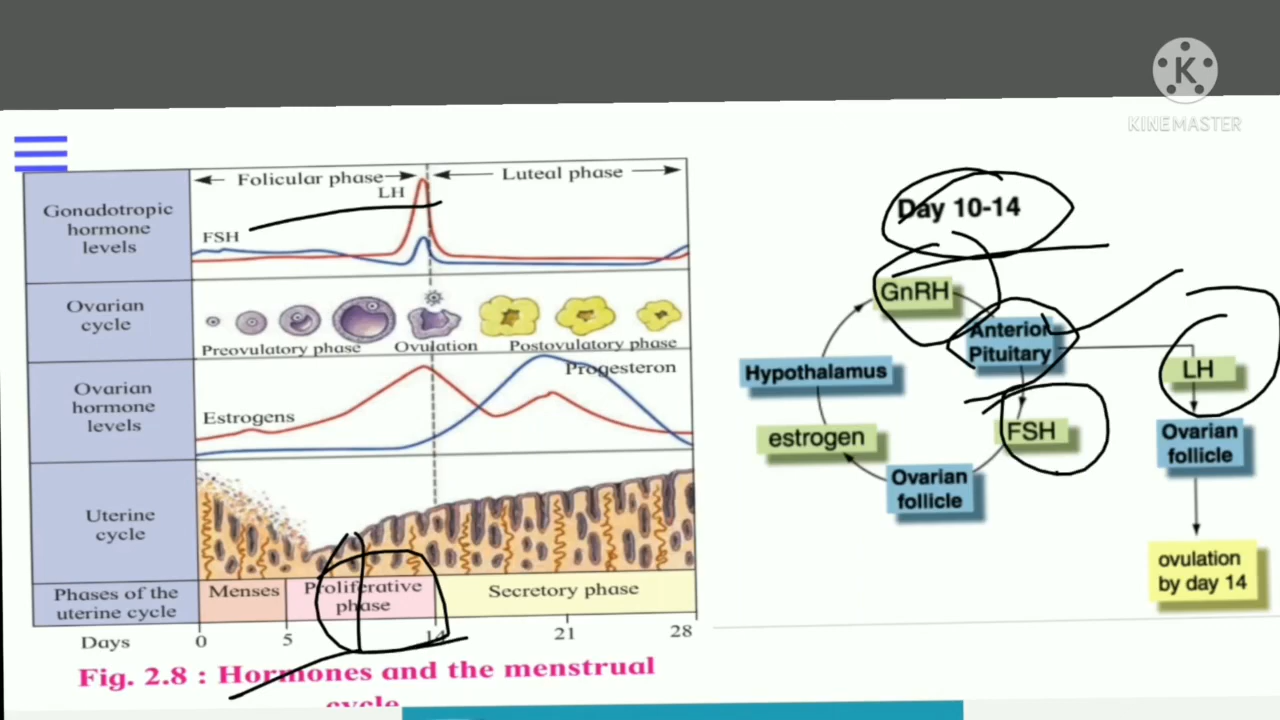 K
KINEMASTER
Folicular phase
Luteal phase
Gonadotropic
hormone
levels
LH
FSH
Ovarian
cycle
Preovulatory phase
Ovulation
Postovulatory phase
Ovarian
hormone
levels
Estrogens
Progesteron
Uterine
cycle
Phases of the
uterine cycle
Menses
Proliferative
phase
Secretory phase
Days
0
5
14
21
28
Fig. 2.8 : Hormones and the menstrual
cycle
Day 10-14
GnRH
Anterior
Pituitary
Hypothalamus
LH
estrogen
FSH
Ovarian
follicle
Ovarian
follicle
ovulation
by day 14